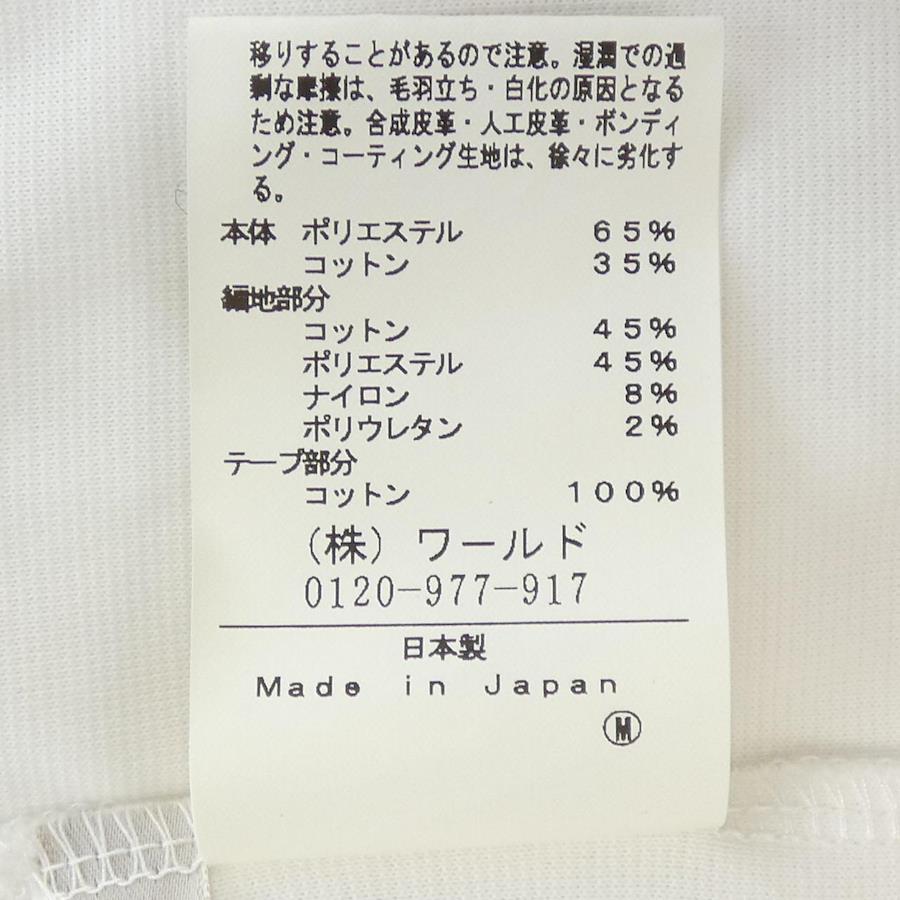 移りすることがあるので注意。湿潤での過
剰な摩擦は、毛羽立ち・白化の原因となる
ため注意。合成皮革・人工皮革・ボンディ
ング・コーティング生地は、徐々に劣化す
る。
本体 ポリエステル 65%
コットン 35%
編地部分
コットン 45%
ポリエステル 45%
ナイロン 8%
ポリウレタン 2%
テープ部分
コットン 100%
(株)ワールド
0120-977-917
日本製
Made in Japan
Ⓜ